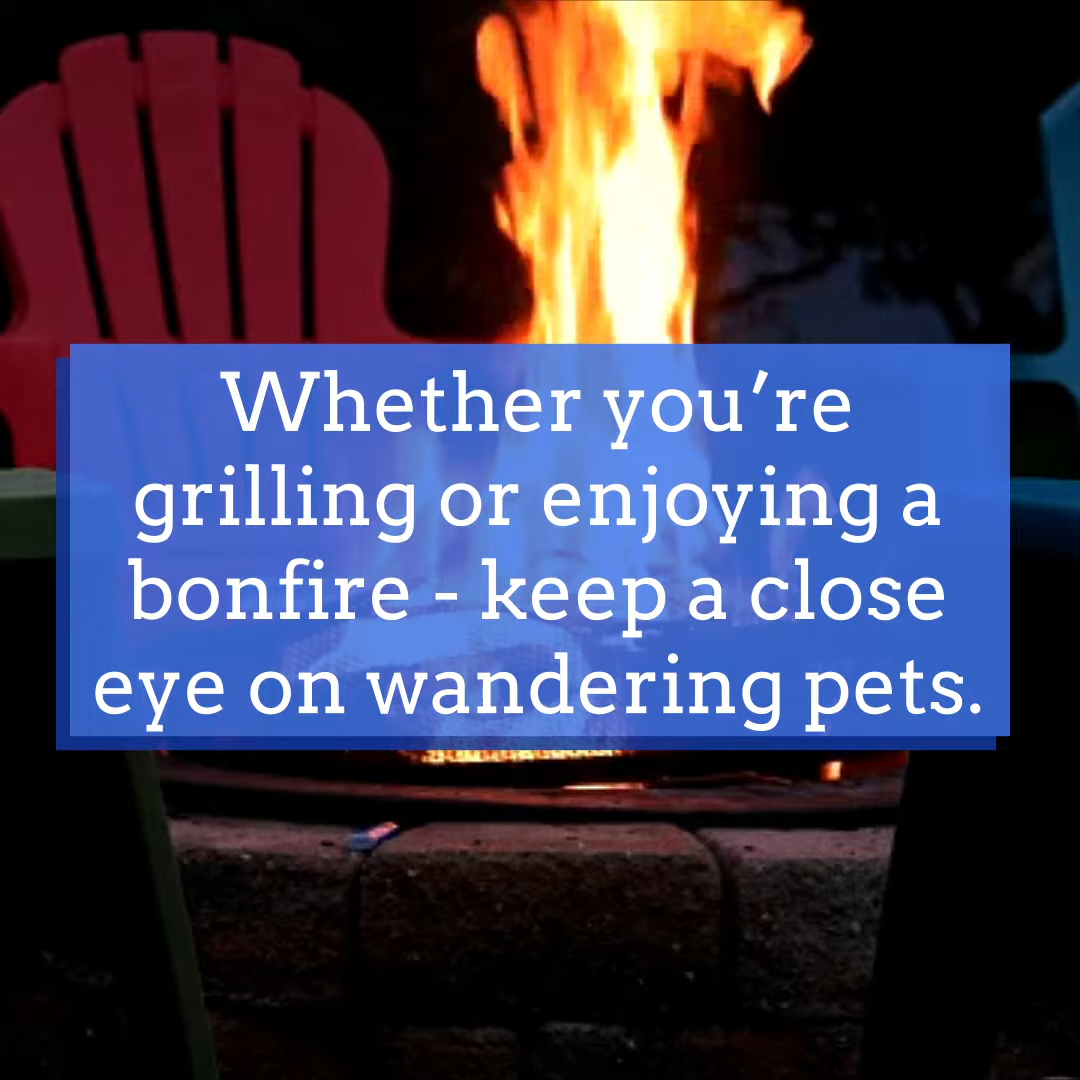 Whether you’re
grilling or enjoying a
bonfire - keep a close
eye on wandering pets.